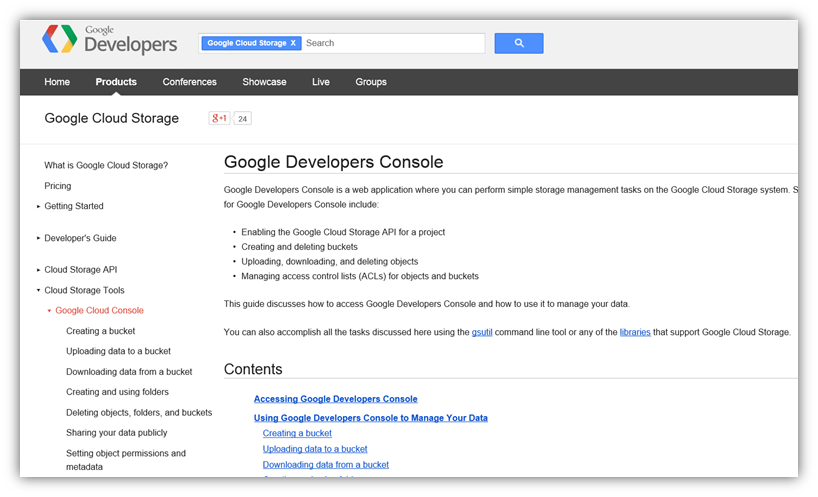 Google
Developers
Google Cloud Storage X
Search
Home
Products
Conferences
Showcase
Live
Groups
Google Cloud Storage
g+1
24
What is Google Cloud Storage?
Pricing
Getting Started
Developer's Guide
Cloud Storage API
Cloud Storage Tools
Google Cloud Console
Creating a bucket
Uploading data to a bucket
Downloading data from a bucket
Creating and using folders
Deleting objects, folders, and buckets
Sharing your data publicly
Setting object permissions and
metadata
Google Developers Console
Google Developers Console is a web application where you can perform simple storage management tasks on the Google Cloud Storage system. S
for Google Developers Console include:
• Enabling the Google Cloud Storage API for a project
• Creating and deleting buckets
• Uploading, downloading, and deleting objects
• Managing access control lists (ACLs) for objects and buckets
This guide discusses how to access Google Developers Console and how to use it to manage your data.
You can also accomplish all the tasks discussed here using the gsutil command line tool or any of the libraries that support Google Cloud Storage.
Contents
Accessing Google Developers Console
Using Google Developers Console to Manage Your Data
Creating a bucket
Uploading data to a bucket
Downloading data from a bucket